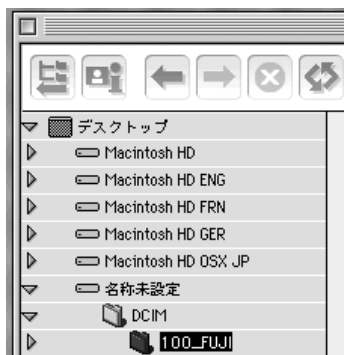 デスクトップ
Macintosh HD
Macintosh HD ENG
Macintosh HD FRN
Macintosh HD GER
Macintosh HD OSX JP
名称未設定
DCIM
100_FUJI